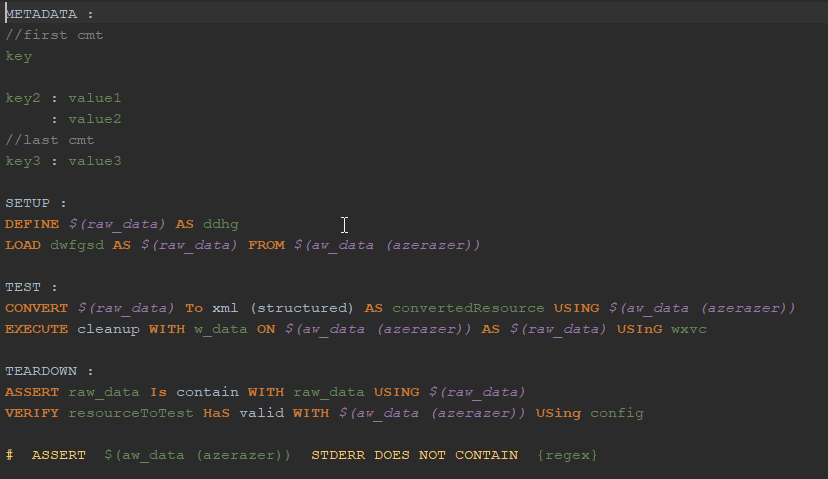 METADATA :
//first cmt
key
key2 : value1
     : value2
//last cmt
key3 : value3
SETUP :
DEFINE $(raw_data) AS ddhg
LOAD dwfgsd AS $(raw_data) FROM $(aw_data (azerazer))
TEST :
CONVERT $(raw_data) To xml (structured) AS convertedResource USING $(aw_data (azerazer))
EXECUTE cleanup WITH w_data ON $(aw_data (azerazer)) AS $(raw_data) USInG wxvc
TEARDOWN :
ASSERT raw_data Is contain WITH raw_data USING $(raw_data)
VERIFY resourceToTest HaS valid WITH $(aw_data (azerazer)) USing config
#  ASSERT  $(aw_data (azerazer))  STDERR DOES NOT CONTAIN  {regex}